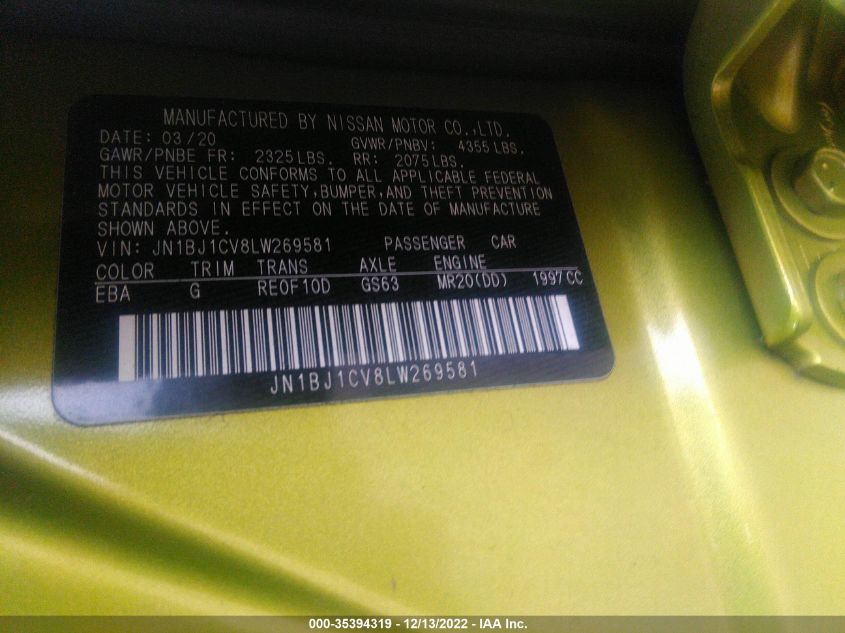 MANUFACTURED BY NISSAN MOTOR CO.,LTD.
DATE: 03/20 GVWR/PNBV: 4355 LBS.
GAWR/PNBE FR: 2325 LBS. RR: 2075 LBS.
THIS VEHICLE CONFORMS TO ALL APPLICABLE FEDERAL
MOTOR VEHICLE SAFETY, BUMPER, AND THEFT PREVENTION
STANDARDS IN EFFECT ON THE DATE OF MANUFACTURE
SHOWN ABOVE.
VIN: JN1BJ1CV8LW269581 PASSENGER CAR
COLOR TRIM TRANS AXLE ENGINE
EBA G RE0F10D GS63 MR20(DD) 1997 CC
JN1BJ1CV8LW269581
000-35394319 - 12/13/2022 - IAA Inc.